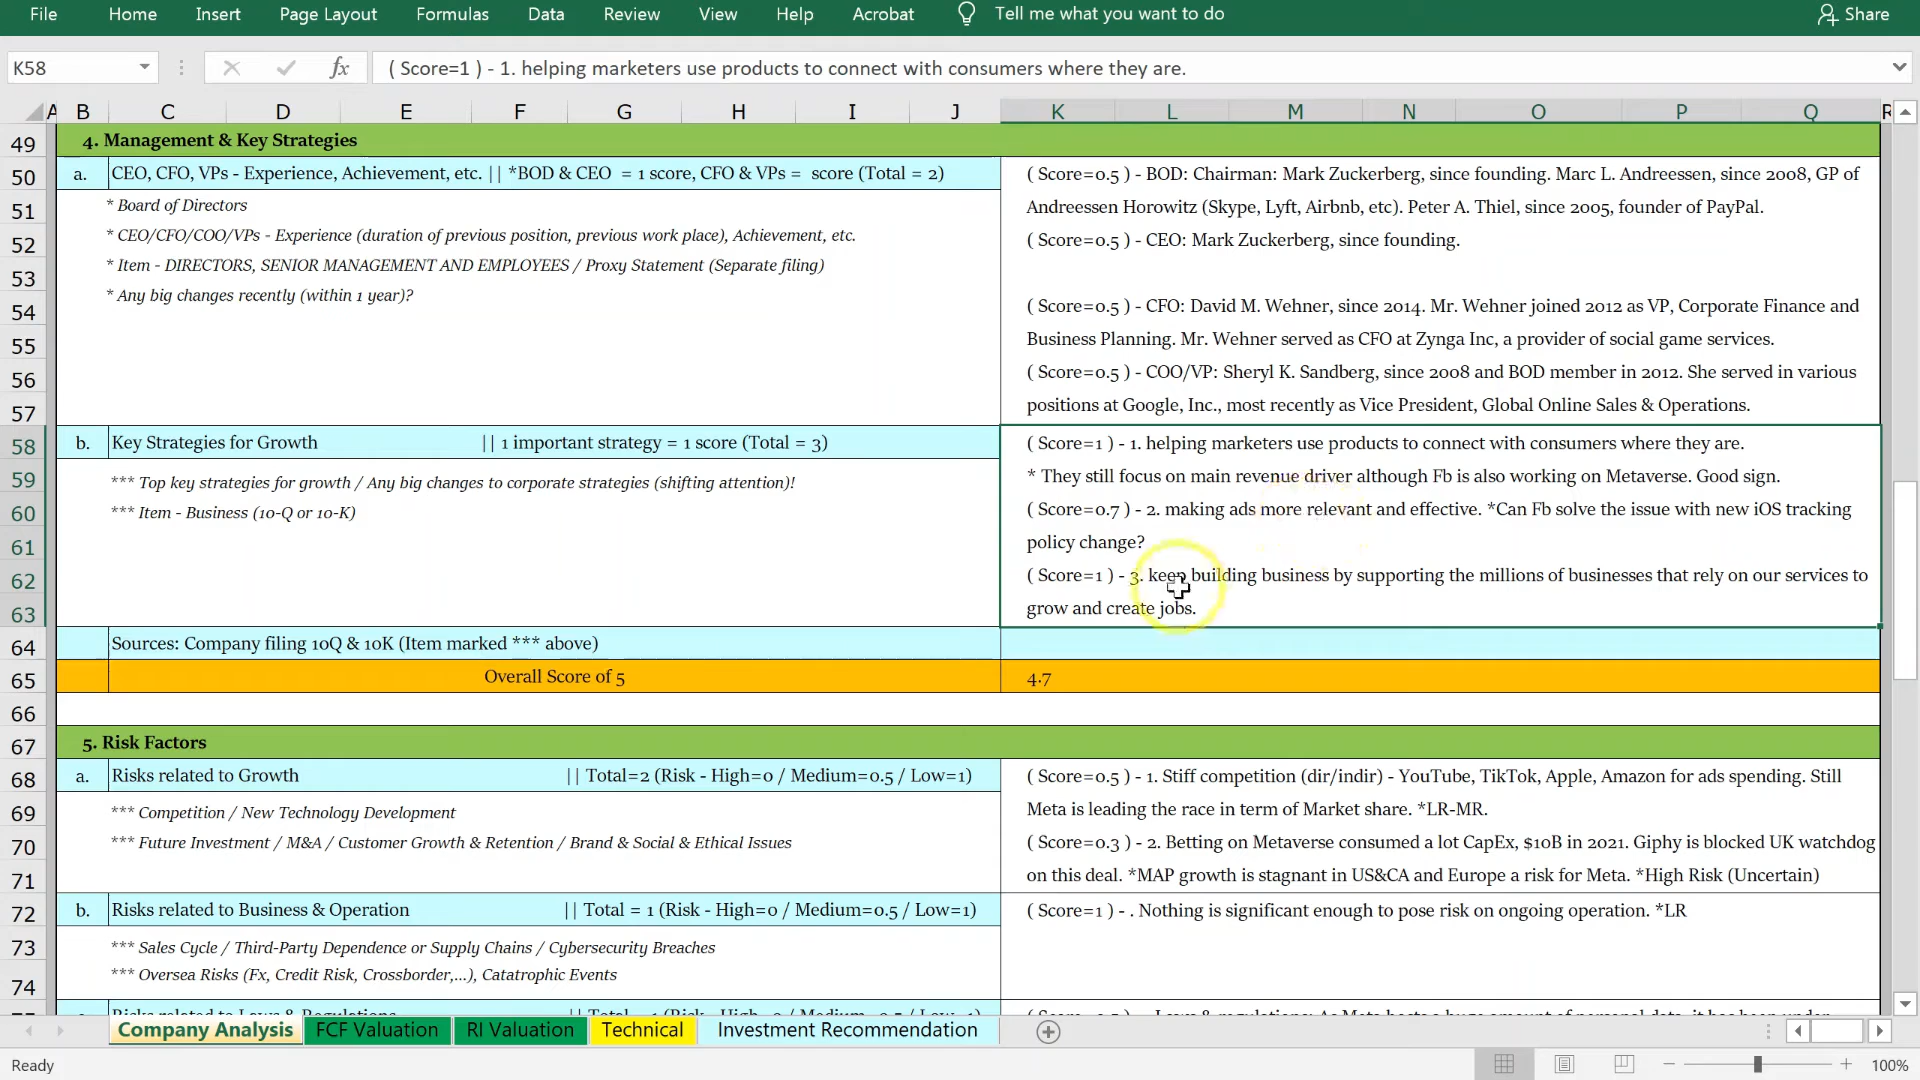 File Home Insert Page Layout Formulas Data Review View Help Acrobat Tell me what you want to do Share
K58 fx ( Score=1 ) - 1. helping marketers use products to connect with consumers where they are.
A B C D E F G H I J K L M N O P Q R
49 4. Management & Key Strategies
50 a. CEO, CFO, VPs - Experience, Achievement, etc. || *BOD & CEO = 1 score, CFO & VPs = score (Total = 2) ( Score=0.5 ) - BOD: Chairman: Mark Zuckerberg, since founding. Marc L. Andreessen, since 2008, GP of
51 * Board of Directors Andreessen Horowitz (Skype, Lyft, Airbnb, etc). Peter A. Thiel, since 2005, founder of PayPal.
52 * CEO/CFO/COO/VPs - Experience (duration of previous position, previous work place), Achievement, etc. ( Score=0.5 ) - CEO: Mark Zuckerberg, since founding.
53 * Item - DIRECTORS, SENIOR MANAGEMENT AND EMPLOYEES / Proxy Statement (Separate filing)
54 * Any big changes recently (within 1 year)? ( Score=0.5 ) - CFO: David M. Wehner, since 2014. Mr. Wehner joined 2012 as VP, Corporate Finance and
55 Business Planning. Mr. Wehner served as CFO at Zynga Inc, a provider of social game services.
56 ( Score=0.5 ) - COO/VP: Sheryl K. Sandberg, since 2008 and BOD member in 2012. She served in various
57 positions at Google, Inc., most recently as Vice President, Global Online Sales & Operations.
58 b. Key Strategies for Growth || 1 important strategy = 1 score (Total = 3) ( Score=1 ) - 1. helping marketers use products to connect with consumers where they are.
59 *** Top key strategies for growth / Any big changes to corporate strategies (shifting attention)! * They still focus on main revenue driver although Fb is also working on Metaverse. Good sign.
60 *** Item - Business (10-Q or 10-K) ( Score=0.7 ) - 2. making ads more relevant and effective. *Can Fb solve the issue with new iOS tracking
61 policy change?
62 ( Score=1 ) - 3. keep building business by supporting the millions of businesses that rely on our services to
63 grow and create jobs.
64 Sources: Company filing 10Q & 10K (Item marked *** above)
65 Overall Score of 5 4.7
66
67 5. Risk Factors
68 a. Risks related to Growth || Total=2 (Risk - High=0 / Medium=0.5 / Low=1) ( Score=0.5 ) - 1. Stiff competition (dir/indir) - YouTube, TikTok, Apple, Amazon for ads spending. Still
69 *** Competition / New Technology Development Meta is leading the race in term of Market share. *LR-MR.
70 *** Future Investment / M&A / Customer Growth & Retention / Brand & Social & Ethical Issues ( Score=0.3 ) - 2. Betting on Metaverse consumed a lot CapEx, $10B in 2021. Giphy is blocked UK watchdog
71 on this deal. *MAP growth is stagnant in US&CA and Europe a risk for Meta. *High Risk (Uncertain)
72 b. Risks related to Business & Operation || Total = 1 (Risk - High=0 / Medium=0.5 / Low=1) ( Score=1 ) - . Nothing is significant enough to pose risk on ongoing operation. *LR
73 *** Sales Cycle / Third-Party Dependence or Supply Chains / Cybersecurity Breaches
74 *** Oversea Risks (Fx, Credit Risk, Crossborder,...), Catatrophic Events
Company Analysis FCF Valuation RI Valuation Technical Investment Recommendation
Ready 100%